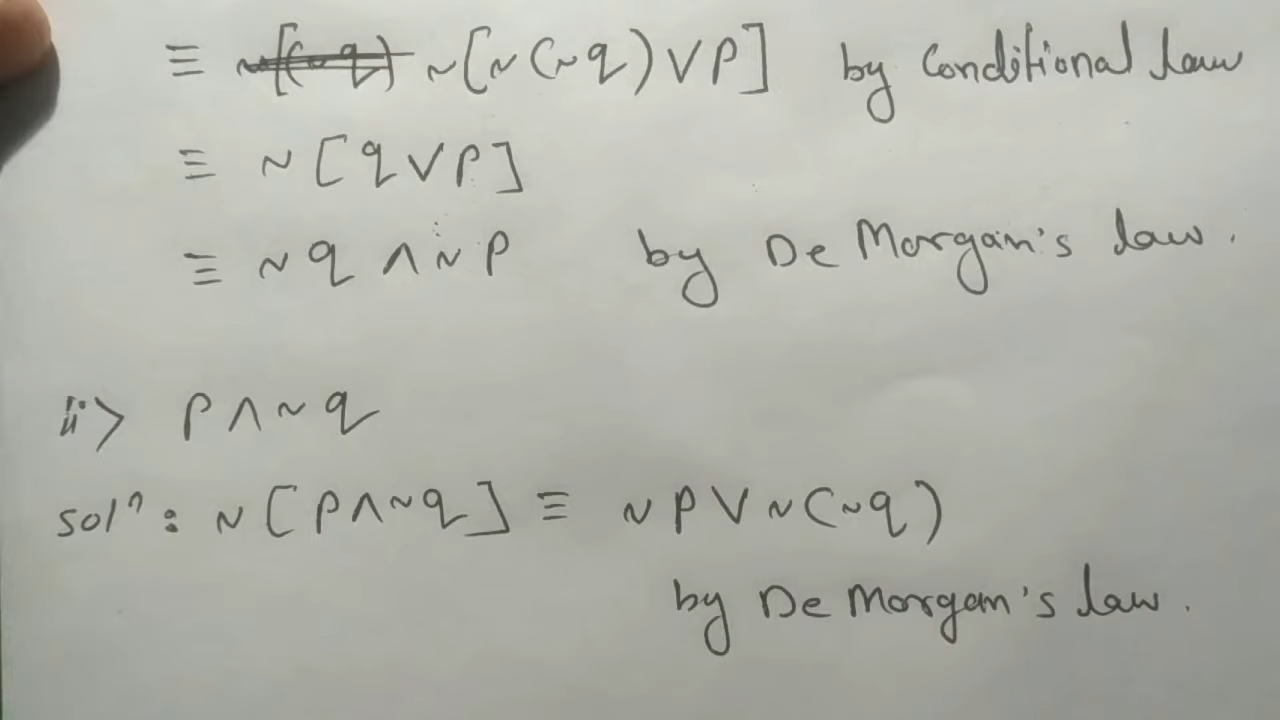 ≡ ~[~(~q)∨p] by Conditional law
≡ ~[q∨p]
≡ ~q∧~p by De Morgan's law.
ii> p∧~q
solⁿ: ~[p∧~q] ≡ ~p∨~(~q)
by De Morgan's law.